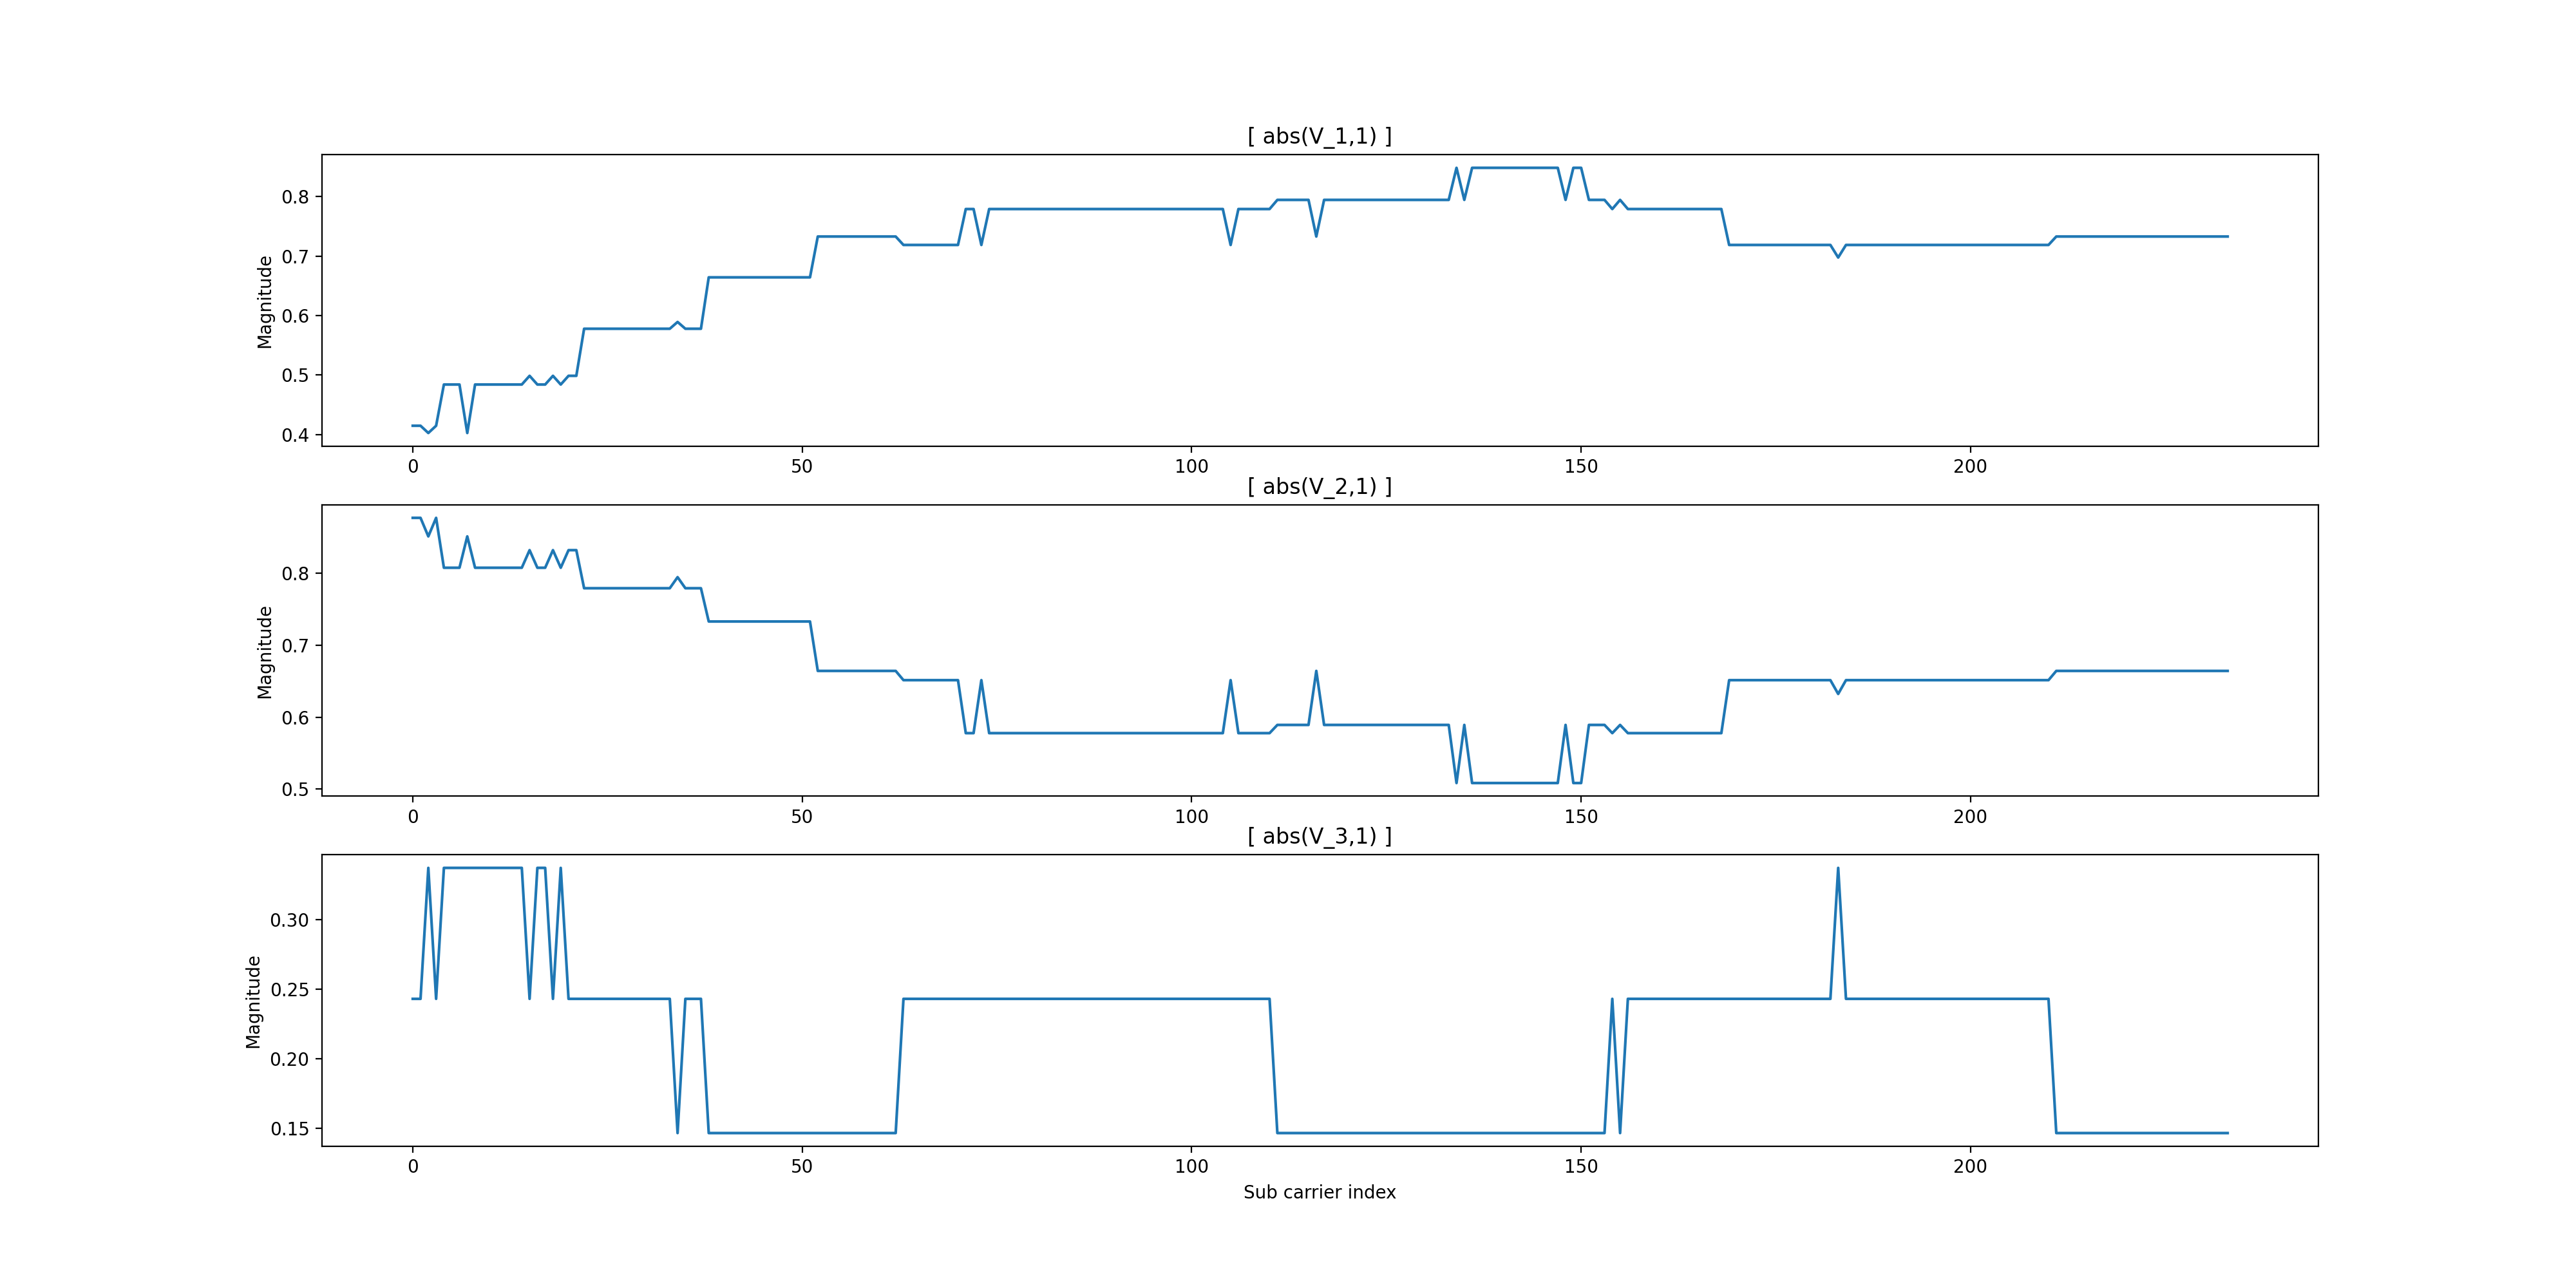 [ abs(V_1,1) ]
Magnitude
0.8
0.7
0.6
0.5
0.4
0 50 100 150 200
[ abs(V_2,1) ]
Magnitude
0.8
0.7
0.6
0.5
0 50 100 150 200
[ abs(V_3,1) ]
Magnitude
0.30
0.25
0.20
0.15
0 50 100 150 200
Sub carrier index